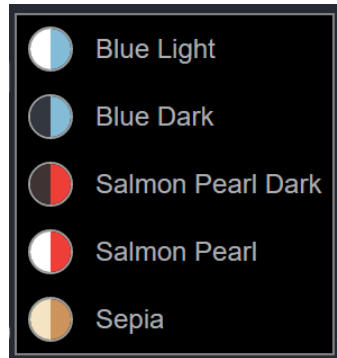 Blue Light
Blue Dark
Salmon Pearl Dark
Salmon Pearl
Sepia